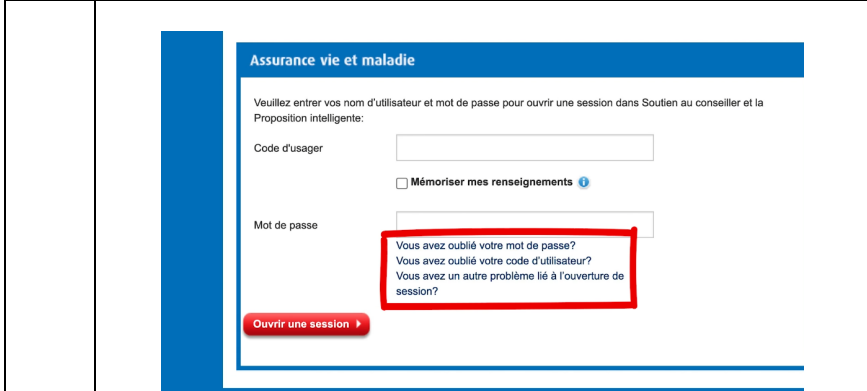 Assurance vie et maladie
Veuillez entrer vos nom d'utilisateur et mot de passe pour ouvrir une session dans Soutien au conseiller et la
Proposition intelligente:
Code d'usager
Mémoriser mes renseignements
Mot de passe
Vous avez oublié votre mot de passe?
Vous avez oublié votre code d'utilisateur?
Vous avez un autre problème lié à l'ouverture de
session?
Ouvrir une session